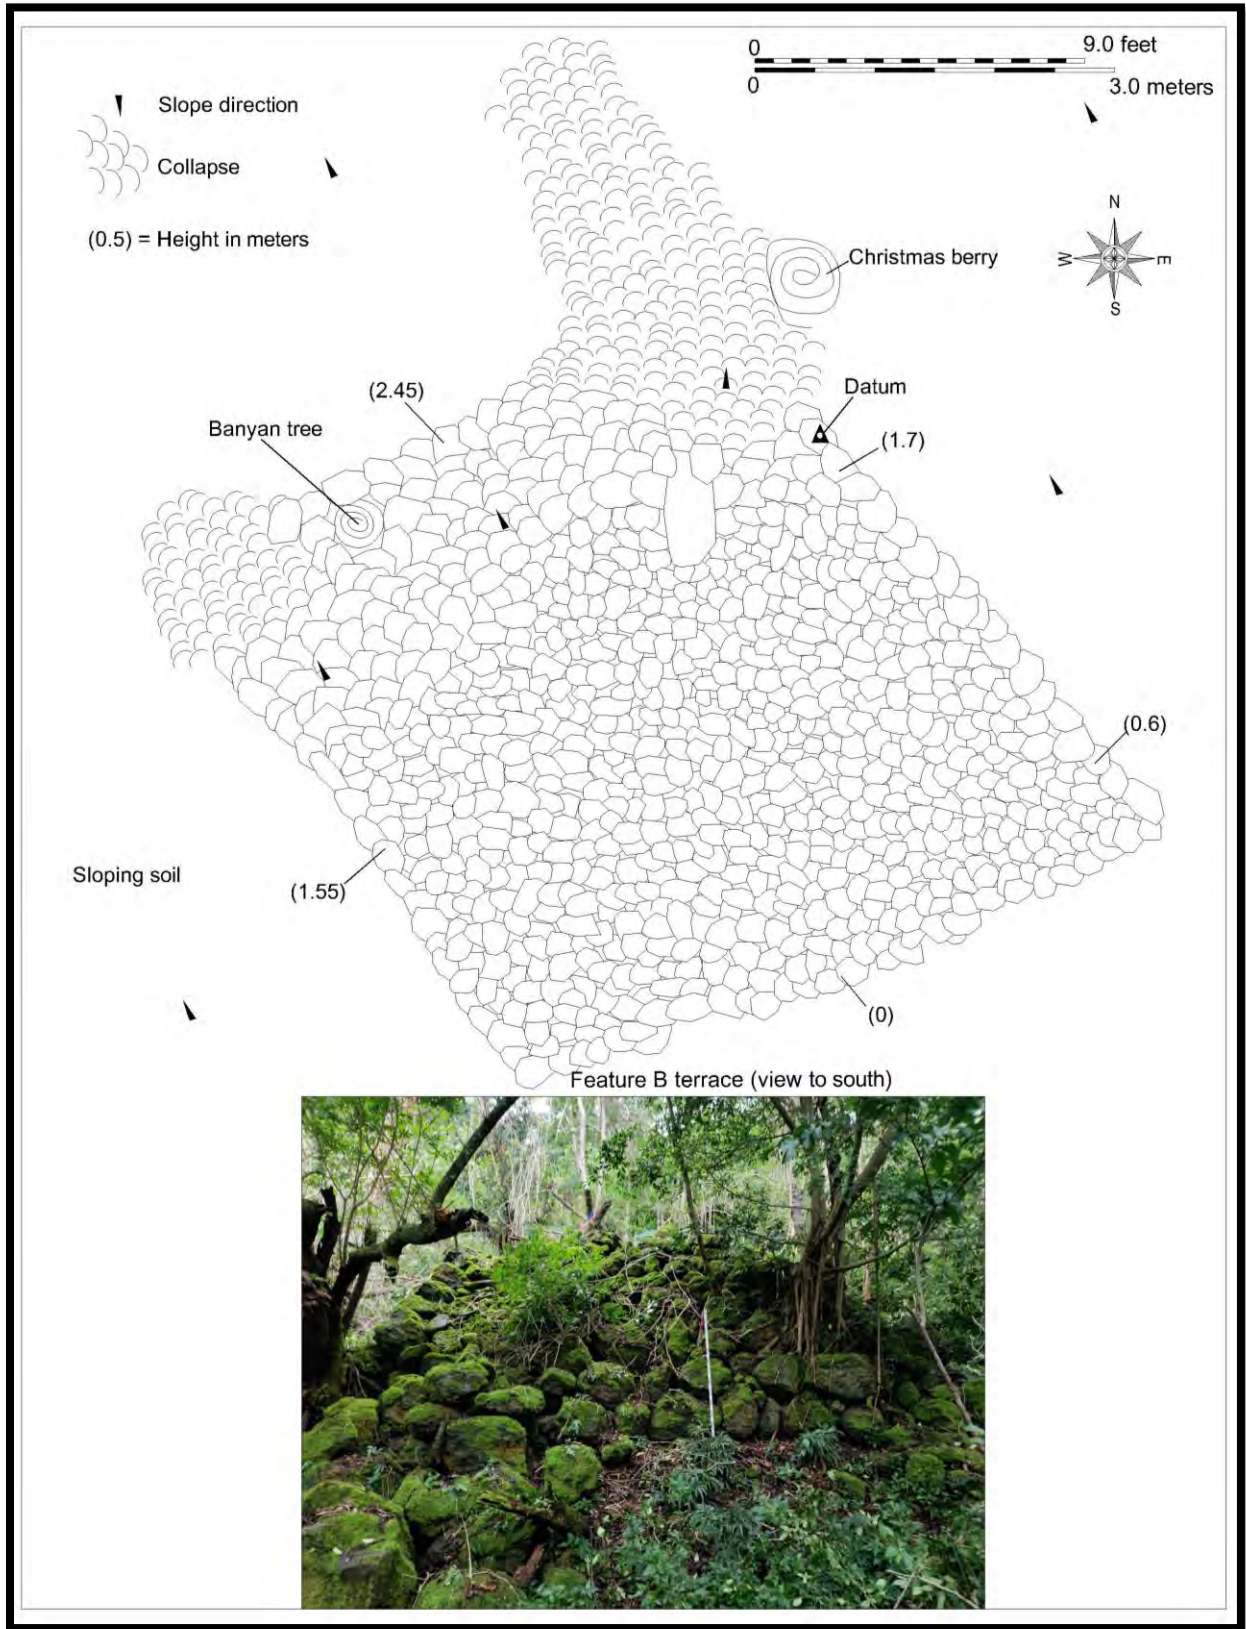 0 9.0 feet
0 3.0 meters
Slope direction
Collapse
(0.5) = Height in meters
N
W E
S
Christmas berry
(2.45)
Datum
Banyan tree
(1.7)
(0.6)
Sloping soil
(1.55)
(0)
Feature B terrace (view to south)